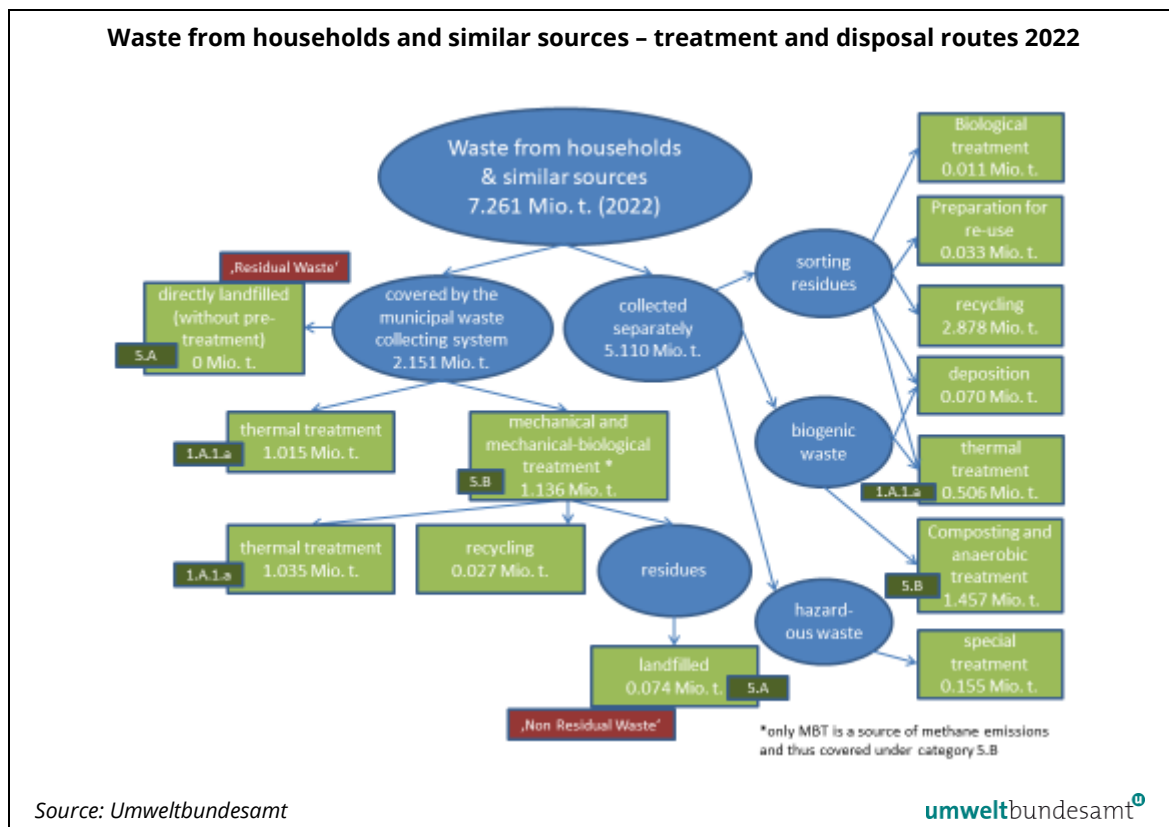 Waste from households and similar sources – treatment and disposal routes 2022
Waste from households
& similar sources
7.261 Mio. t. (2022)
‚Residual Waste‘
directly landfilled
(without pre-
treatment)
0 Mio. t.
5.A
covered by the
municipal waste
collecting system
2.151 Mio. t.
collected
separately
5.110 Mio. t.
sorting
residues
Biological
treatment
0.011 Mio. t.
Preparation for
re-use
0.033 Mio. t.
recycling
2.878 Mio. t.
deposition
0.070 Mio. t.
thermal treatment
1.015 Mio. t.
1.A.1.a
mechanical and
mechanical-biological
treatment *
1.136 Mio. t.
5.B
biogenic
waste
thermal
treatment
0.506 Mio. t.
1.A.1.a
thermal treatment
1.035 Mio. t.
1.A.1.a
recycling
0.027 Mio. t.
residues
Composting and
anaerobic
treatment
1.457 Mio. t.
5.B
hazard-
ous waste
special
treatment
0.155 Mio. t.
landfilled
0.074 Mio. t.
5.A
‚Non Residual Waste‘
*only MBT is a source of methane emissions
and thus covered under category 5.B
Source: Umweltbundesamt
umweltbundesamt
u